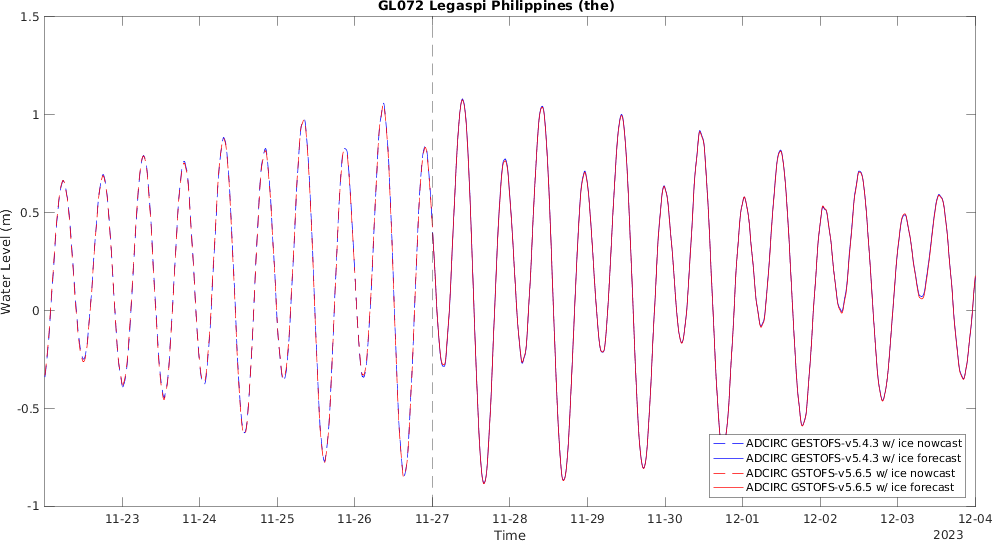 GL072 Legaspi Philippines (the)
1.5
1
0.5
0
-0.5
-1
Water Level (m)
ADCIRC GESTOFS-v5.4.3 w/ ice nowcast
ADCIRC GESTOFS-v5.4.3 w/ ice forecast
ADCIRC GSTOFS-v5.6.5 w/ ice nowcast
ADCIRC GSTOFS-v5.6.5 w/ ice forecast
11-23 11-24 11-25 11-26 11-27 11-28 11-29 11-30 12-01 12-02 12-03 12-04
Time
2023